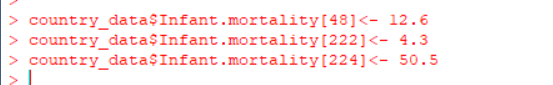 > country_data$Infant.mortality[48]<- 12.6
> country_data$Infant.mortality[222]<- 4.3
> country_data$Infant.mortality[224]<- 50.5
>